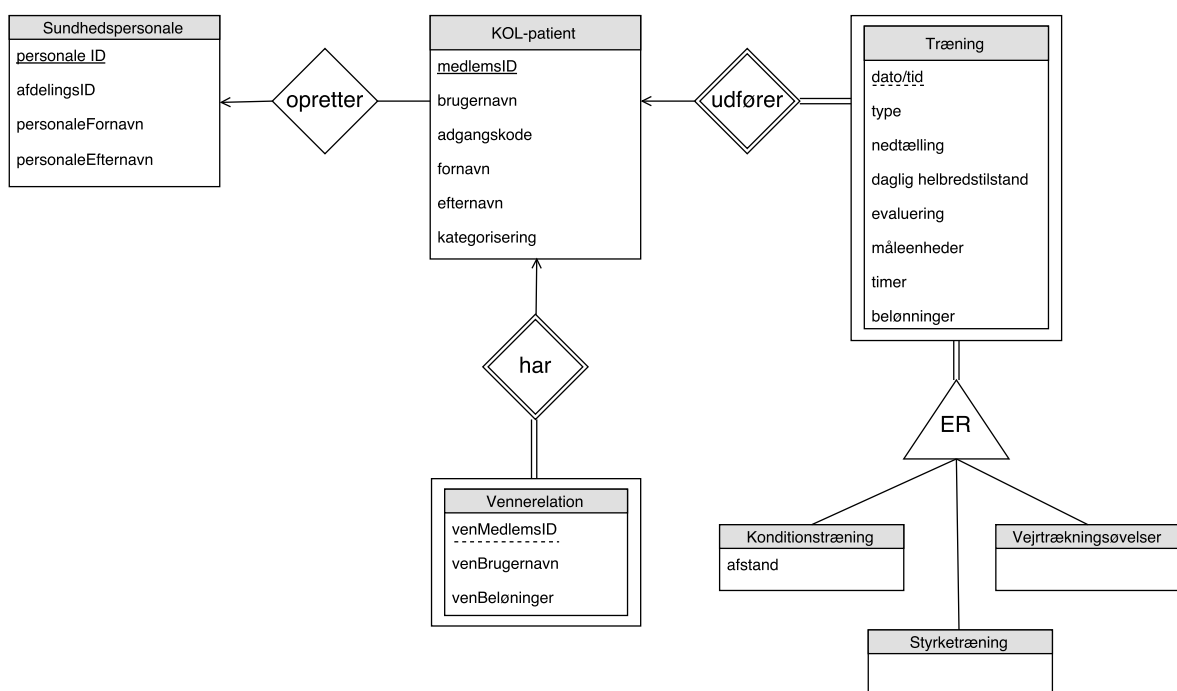 Sundhedspersonale
personale ID
afdelingsID
personaleFornavn
personaleEfternavn
opretter
KOL-patient
medlemsID
brugernavn
adgangskode
fornavn
efternavn
kategorisering
udfører
Træning
dato/tid
type
nedtælling
daglig helbredstilstand
evaluering
måleenheder
timer
belønninger
har
Vennerelation
venMedlemsID
venBrugernavn
venBeløninger
ER
Konditionstræning
afstand
Vejrtrækningsøvelser
Styrketræning